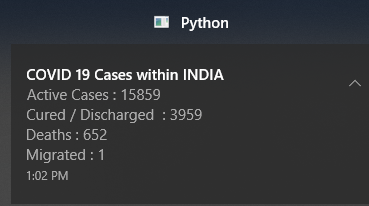 Python
COVID 19 Cases within INDIA
Active Cases : 15859
Cured / Discharged  : 3959
Deaths : 652
Migrated : 1
1:02 PM